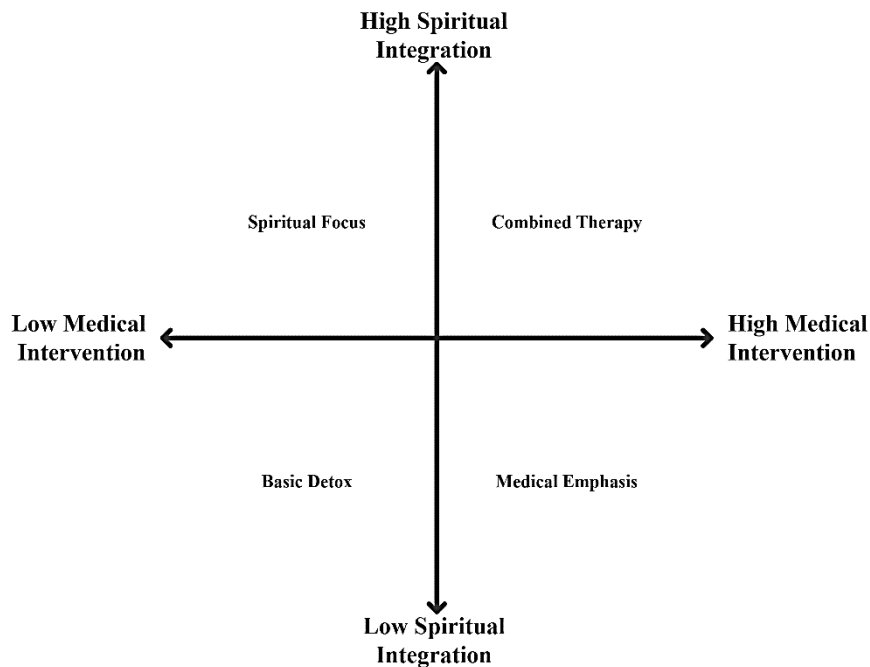 High Spiritual
Integration
Spiritual Focus
Combined Therapy
Low Medical
Intervention
High Medical
Intervention
Basic Detox
Medical Emphasis
Low Spiritual
Integration